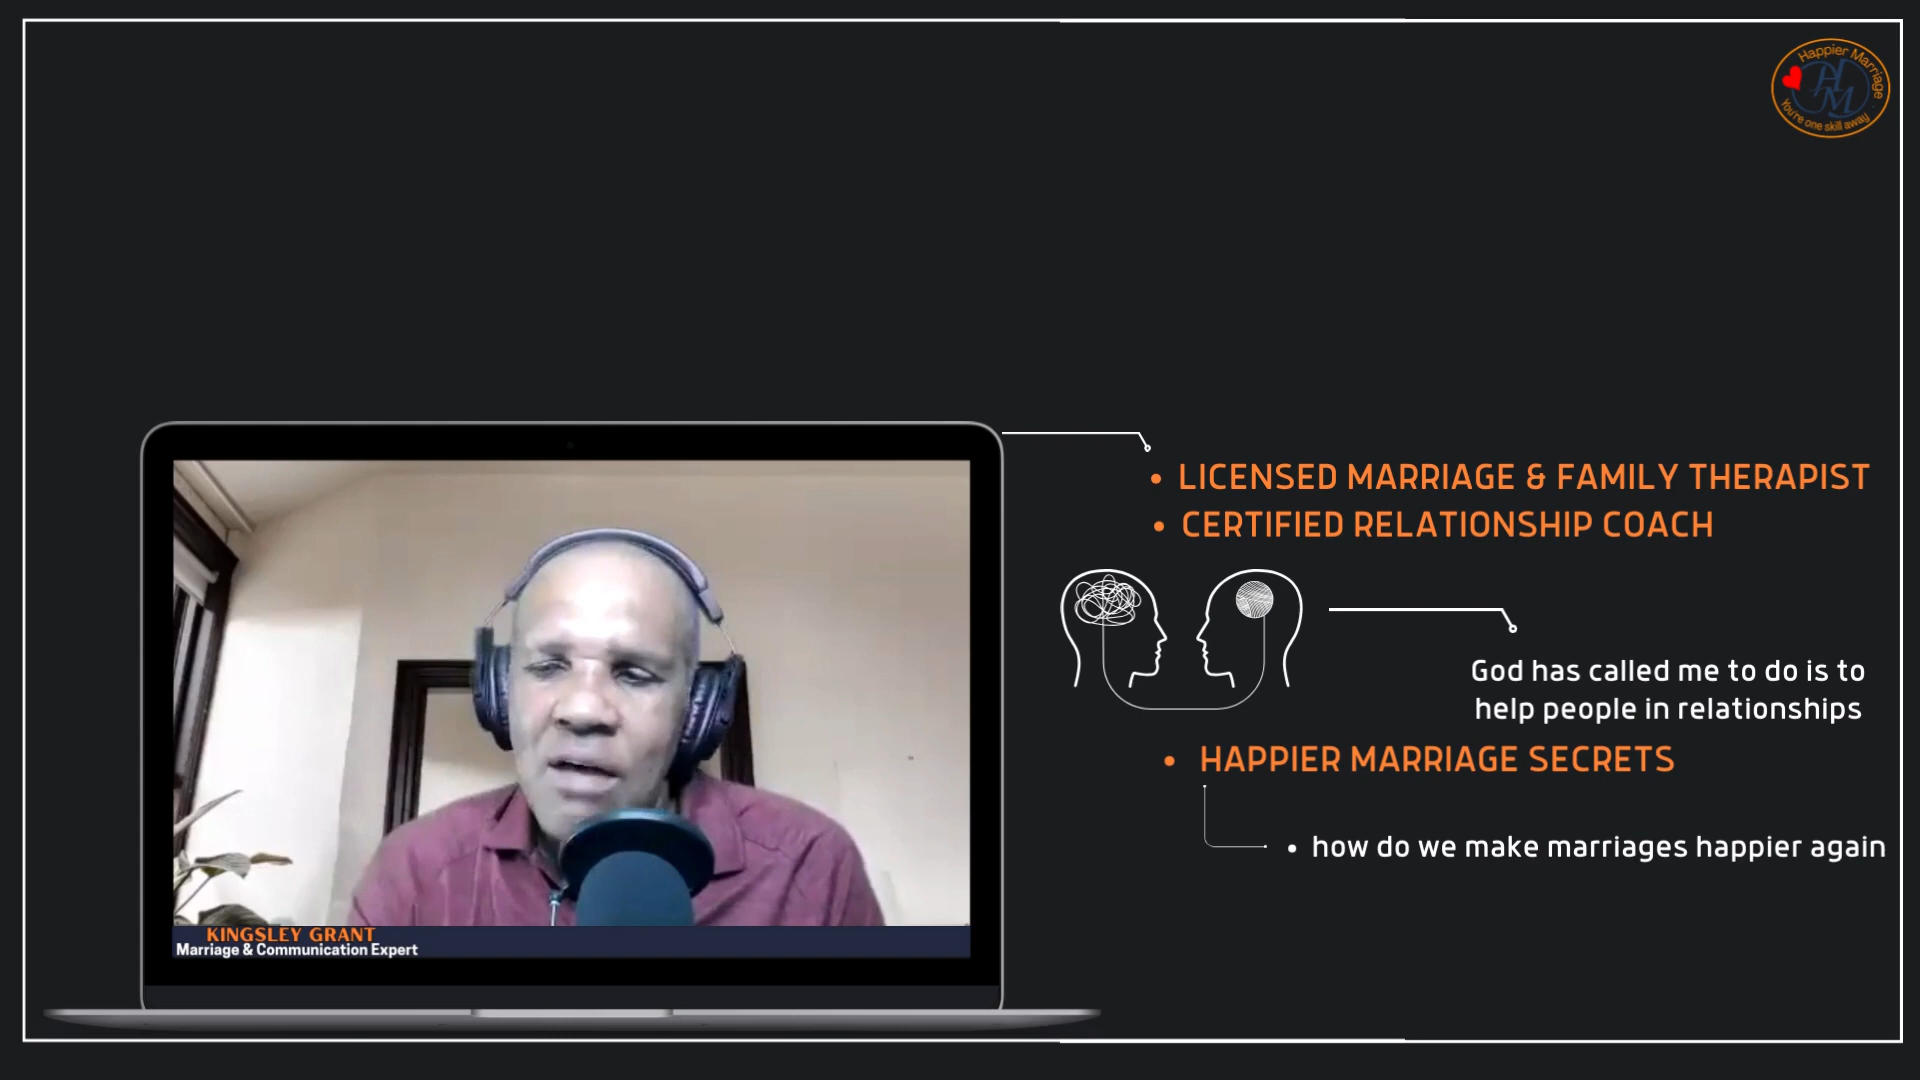 Happier Marriage
HM
You're one skill away
LICENSED MARRIAGE & FAMILY THERAPIST
CERTIFIED RELATIONSHIP COACH
God has called me to do is to
help people in relationships
HAPPIER MARRIAGE SECRETS
how do we make marriages happier again
KINGSLEY GRANT
Marriage & Communication Expert